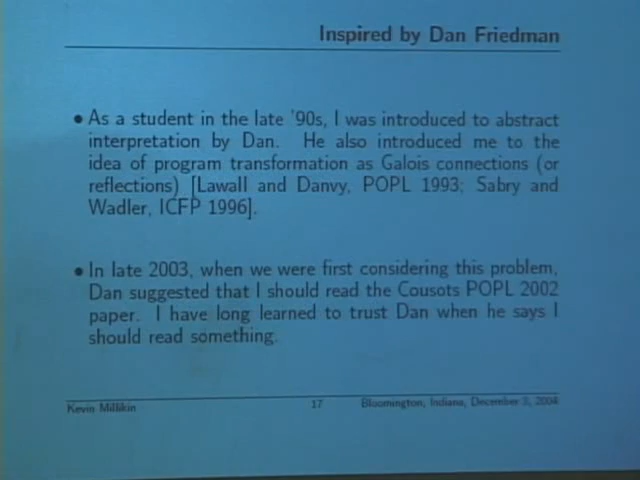 Inspired by Dan Friedman
• As a student in the late '90s, I was introduced to abstract
interpretation by Dan. He also introduced me to the
idea of program transformation as Galois connections (or
reflections) [Lawall and Danvy, POPL 1993; Sabry and
Wadler, ICFP 1996].
• In late 2003, when we were first considering this problem,
Dan suggested that I should read the Cousots POPL 2002
paper. I have long learned to trust Dan when he says I
should read something.
Kevin Millikin 17 Bloomington, Indiana, December 3, 2004